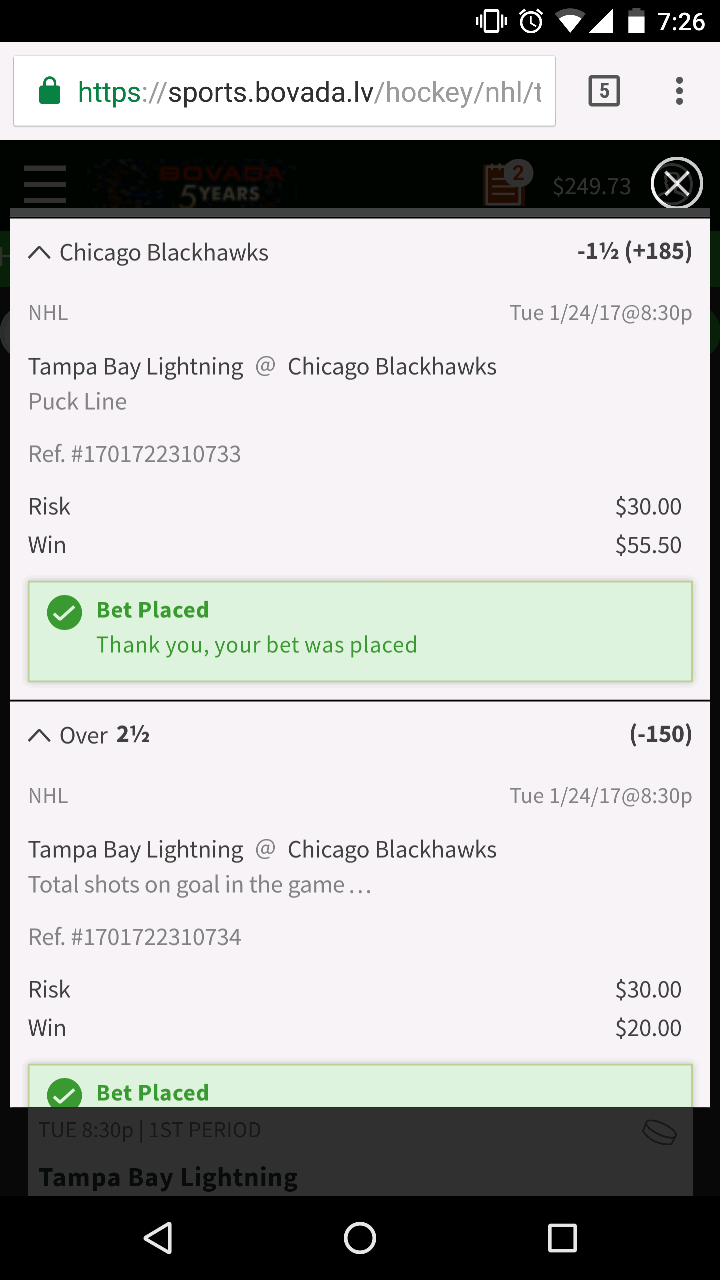 7:26
https://sports.bovada.lv/hockey/nhl/t
5
BOVADA
5 YEARS
2
$249.73
Chicago Blackhawks -1½ (+185)
NHL Tue 1/24/17@8:30p
Tampa Bay Lightning @ Chicago Blackhawks
Puck Line
Ref. #1701722310733
Risk $30.00
Win $55.50
Bet Placed
Thank you, your bet was placed
Over 2½ (-150)
NHL Tue 1/24/17@8:30p
Tampa Bay Lightning @ Chicago Blackhawks
Total shots on goal in the game...
Ref. #1701722310734
Risk $30.00
Win $20.00
Bet Placed
TUE 8:30p | 1ST PERIOD
Tampa Bay Lightning